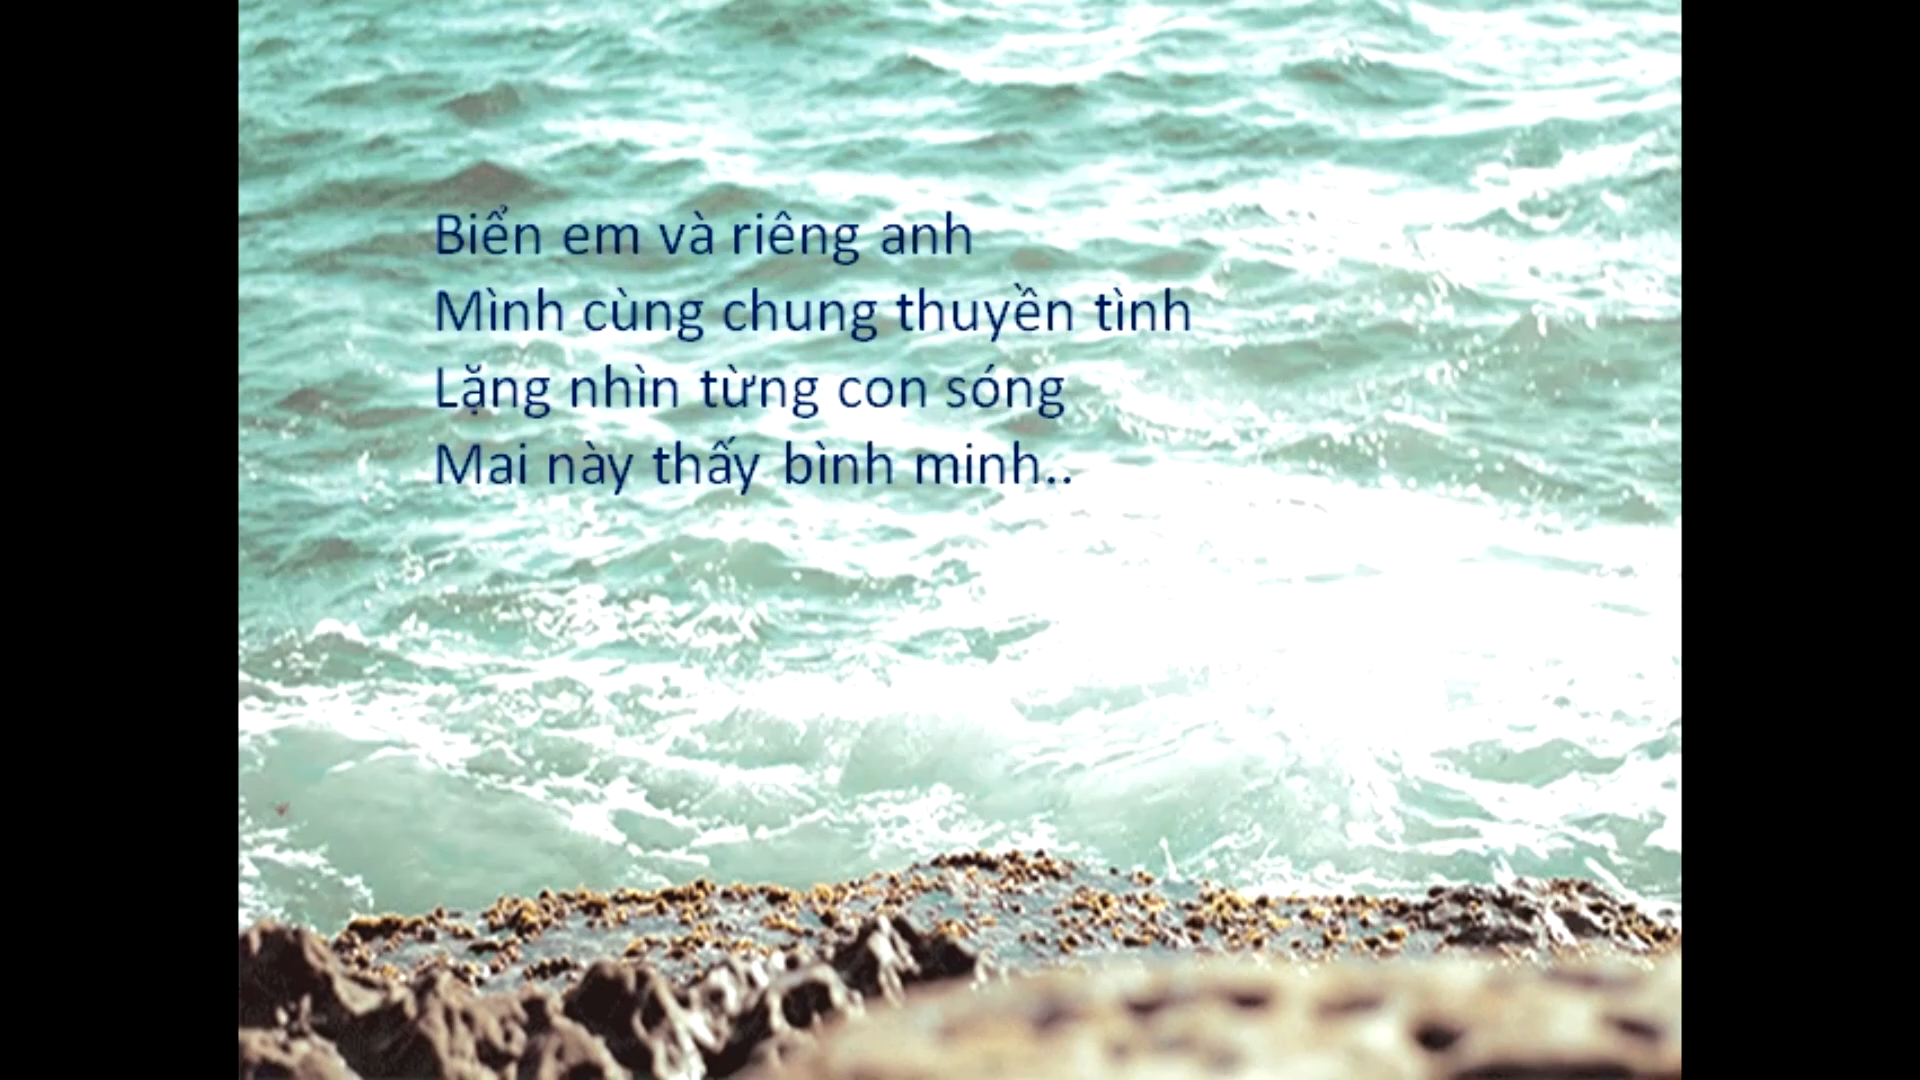 Biển em và riêng anh
Mình cùng chung thuyền tình
Lặng nhìn từng con sóng
Mai này thấy bình minh..